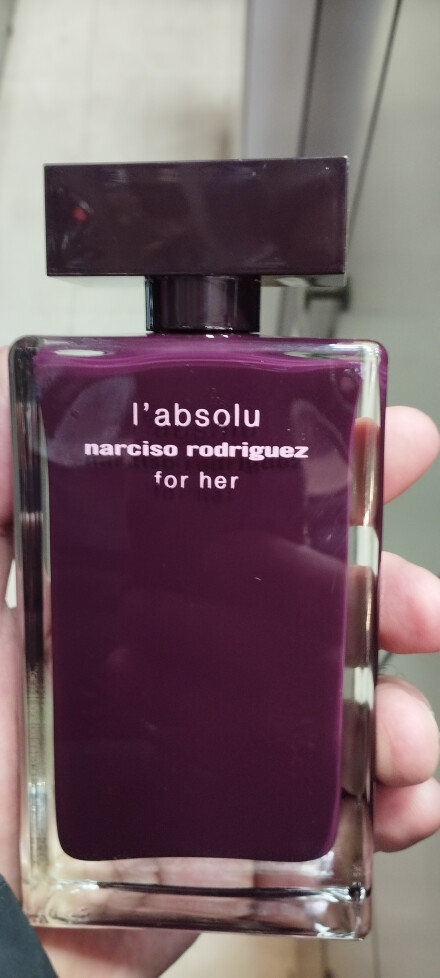 l'absolu
narciso rodriguez
for her